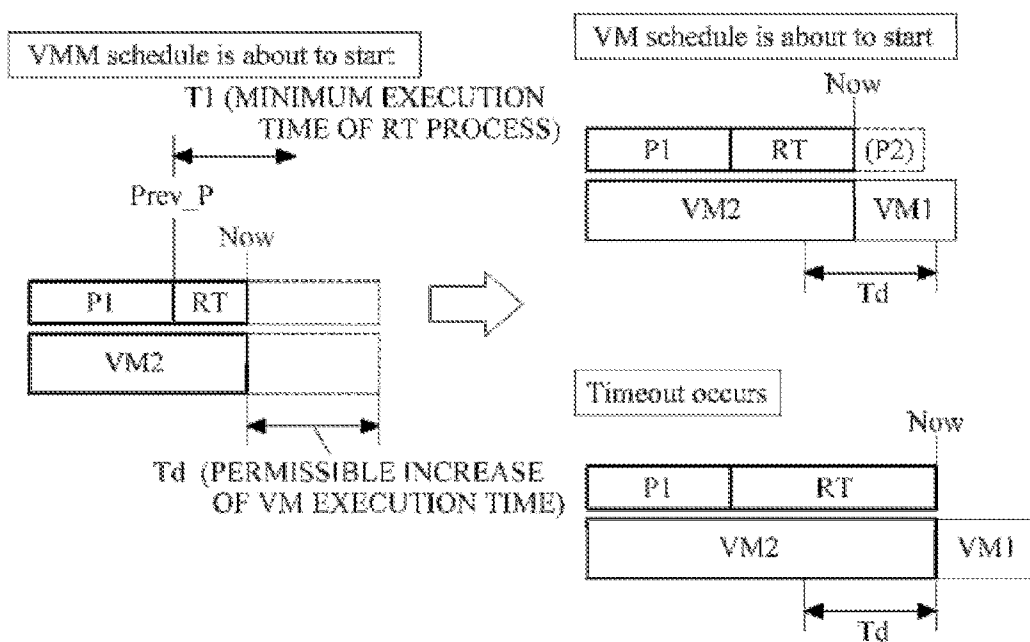 VMM schedule is about to start
T1 (MINIMUM EXECUTION
TIME OF RT PROCESS)
Prev_P
Now
P1 RT
VM2
Td (PERMISSIBLE INCREASE
OF VM EXECUTION TIME)
VM schedule is about to start
Now
P1 RT (P2)
VM2 VM1
Td
Timeout occurs
Now
P1 RT
VM2 VM1
Td